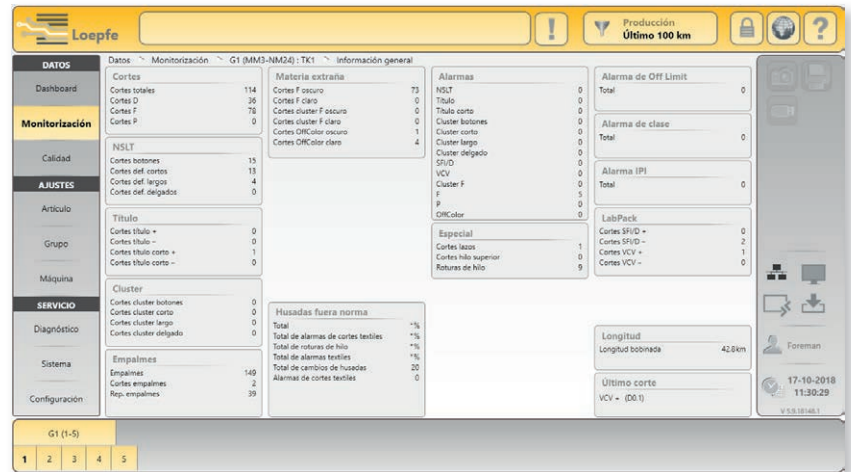 Loepfe
!
Producción
Último 100 km
?
DATOS
Dashboard
Monitorización
Calidad
AJUSTES
Artículo
Grupo
Máquina
SERVICIO
Diagnóstico
Sistema
Configuración
Datos Monitorización G1 (MM3-NM24) : TK1 Información general
Cortes
Cortes totales 114
Cortes D 36
Cortes F 78
Cortes P 0
NSLT
Cortes botones 15
Cortes def. cortos 13
Cortes def. largos 4
Cortes def. delgados 0
Título
Cortes título + 0
Cortes título – 0
Cortes título corto + 1
Cortes título corto – 0
Cluster
Cortes cluster botones 0
Cortes cluster corto 0
Cortes cluster largo 0
Cortes cluster delgado 0
Empalmes
Empalmes 149
Cortes empalmes 2
Rep. empalmes 39
Materia extraña
Cortes F oscuro 73
Cortes F claro 0
Cortes cluster F oscuro 0
Cortes cluster F claro 0
Cortes OffColor oscuro 1
Cortes OffColor claro 4
Husadas fuera norma
Total *%
Total de alarmas de cortes textiles *%
Total de roturas de hilo *%
Total de alarmas textiles *%
Total de cambios de husadas 20
Alarmas de cortes textiles 0
Alarmas
NSLT 0
Título 0
Título corto 0
Cluster botones 0
Cluster corto 0
Cluster largo 0
Cluster delgado 0
SFI/D 0
VCV 0
Cluster F 0
F 5
P 0
OffColor 0
Especial
Cortes lazos 1
Cortes hilo superior 0
Roturas de hilo 9
Alarma de Off Limit
Total 0
Alarma de clase
Total 0
Alarma IPI
Total 0
LabPack
Cortes SFI/D + 0
Cortes SFI/D – 2
Cortes VCV + 1
Cortes VCV – 0
Longitud
Longitud bobinada 42.8km
Último corte
VCV + (D0.1)
Foreman
17-10-2018
11:30:29
G1 (1-5)
1 2 3 4 5